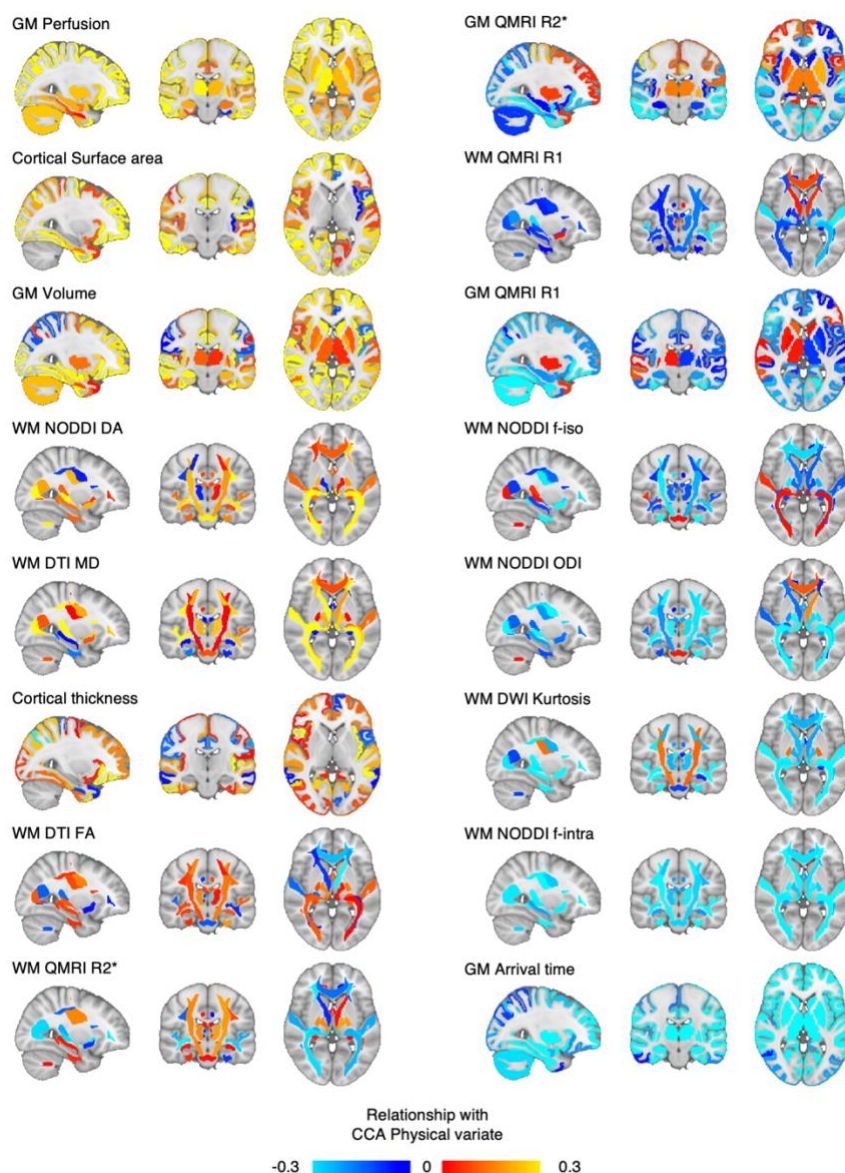 GM Perfusion
GM QMRI R2*
Cortical Surface area
WM QMRI R1
GM Volume
GM QMRI R1
WM NODDI DA
WM NODDI f-iso
WM DTI MD
WM NODDI ODI
Cortical thickness
WM DWI Kurtosis
WM DTI FA
WM NODDI f-intra
WM QMRI R2*
GM Arrival time
Relationship with
CCA Physical variate
-0.3 0 0.3